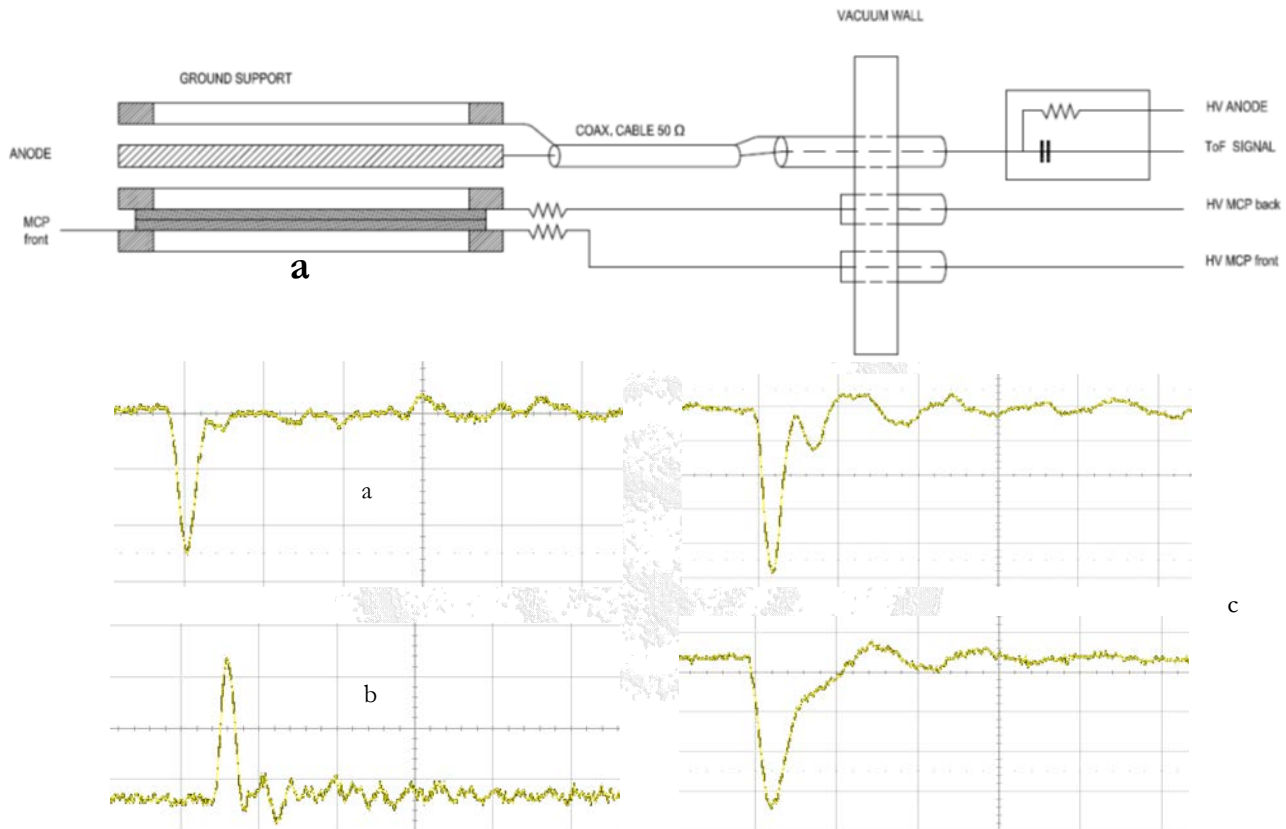 VACUUM WALL
GROUND SUPPORT
HV ANODE
COAX, CABLE 50 Ω
ToF SIGNAL
ANODE
HV MCP back
MCP
front
a
HV MCP front
a
c
b